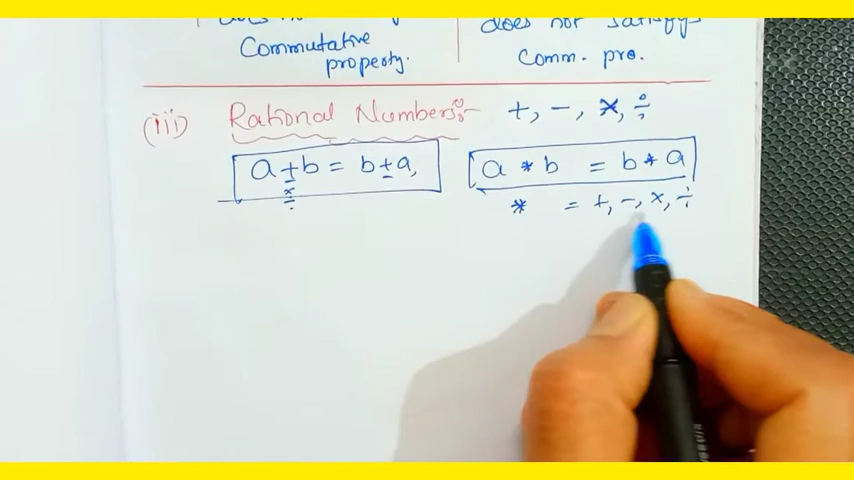 Commutative
property.
does not satisfy
Comm. pro.
(iii) Rational Numbers:- +, -, ×, ÷
a + b = b + a,
-
×
÷
a * b = b * a
* = +, -, ×, ÷